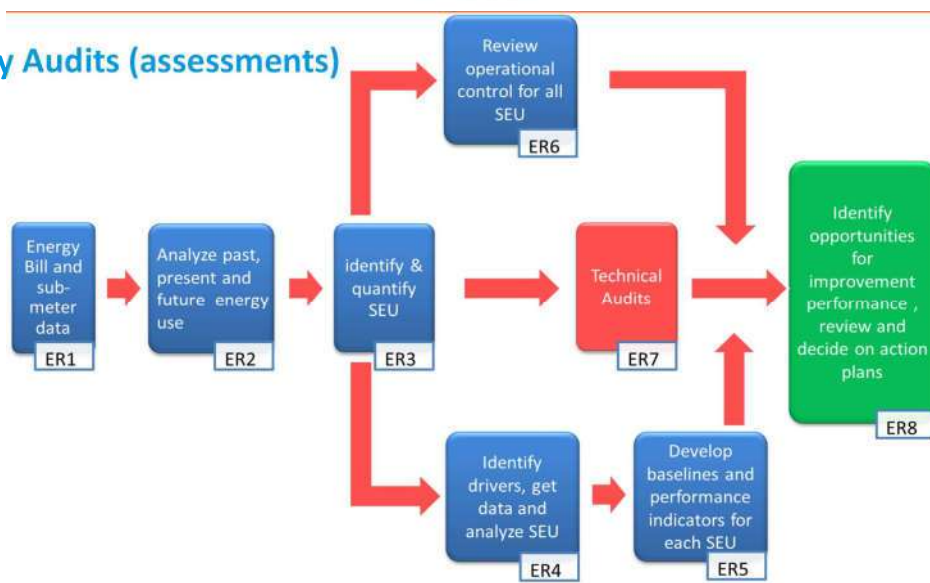 y Audits (assessments)
Review
operational
control for all
SEU
ER6
Energy
Bill and
sub-
meter
data
ER1
Analyze past,
present and
future energy
use
ER2
identify &
quantify
SEU
ER3
Technical
Audits
ER7
Identify
opportunities
for
improvement
performance ,
review and
decide on action
plans
ER8
Identify
drivers, get
data and
analyze SEU
ER4
Develop
baselines and
performance
indicators for
each SEU
ER5